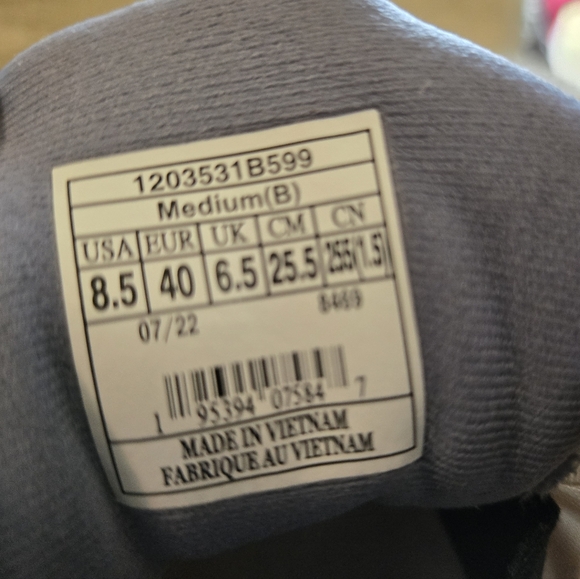 1203531B599
Medium(B)
USA EUR UK CM CN
8.5 40 6.5 25.5 255(1.5)
07/22 8469
1 95394 07584 7
MADE IN VIETNAM
FABRIQUE AU VIETNAM